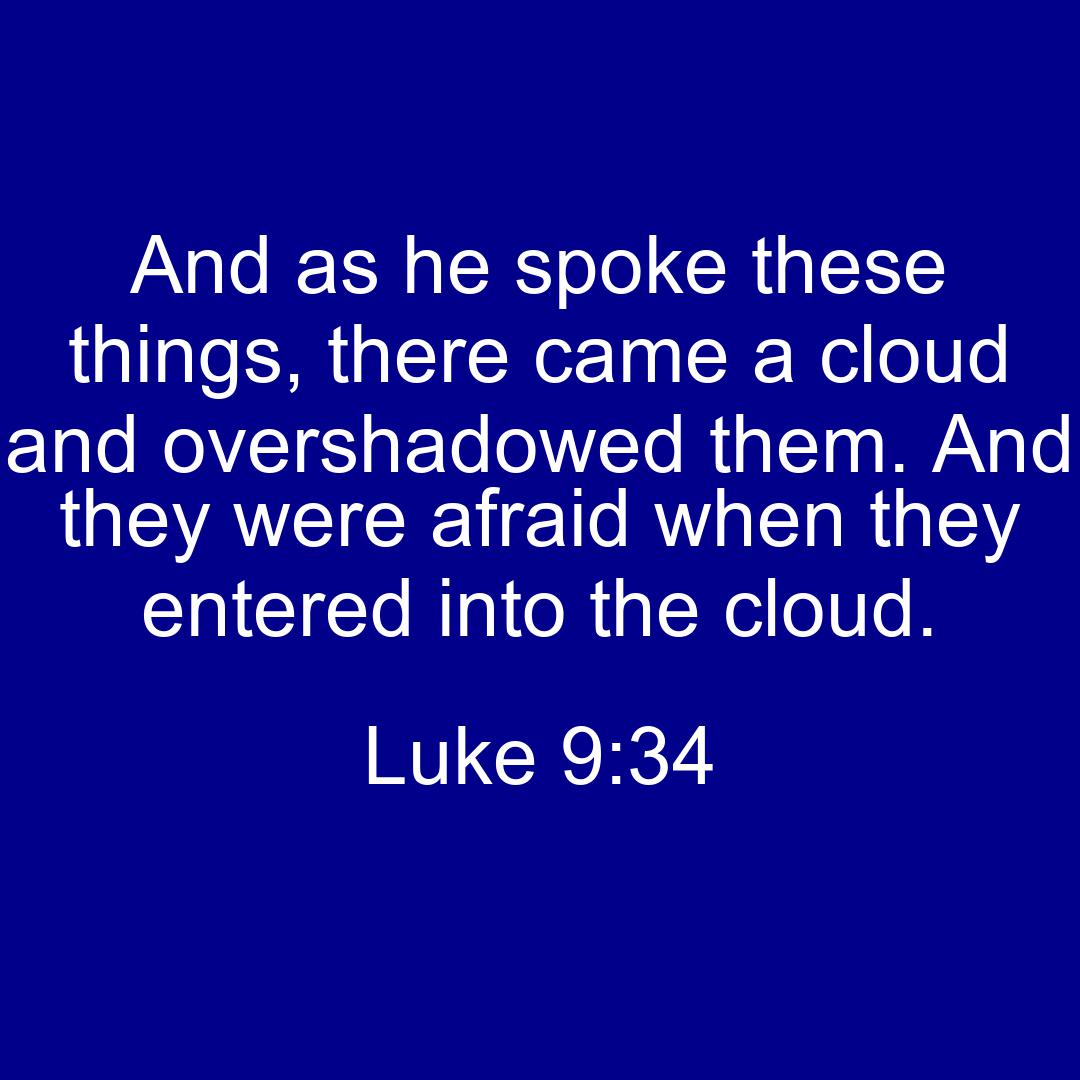 And as he spoke these
things, there came a cloud
and overshadowed them. And
they were afraid when they
entered into the cloud.
Luke 9:34